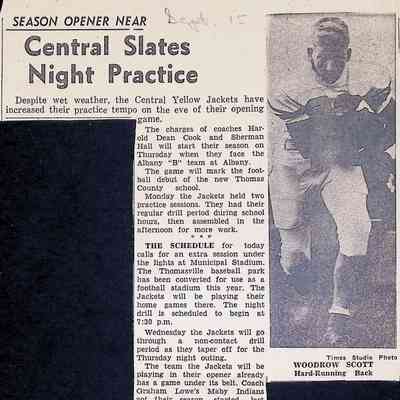 SEASON OPENER NEAR
Sept. 15
Central Slates
Night Practice
Despite wet weather, the Central Yellow Jackets have
increased their practice tempo on the eve of their opening
game.
The charges of coaches Har-
old Dean Cook and Sherman
Hall will start their season on
Thursday when they face the
Albany "B" team at Albany.
The game will mark the foot-
ball debut of the new Thomas
County school.
Monday the Jackets held two
practice sessions. They had their
regular drill period during school
hours, then assembled in the
afternoon for more work.
* * *
THE SCHEDULE for today
calls for an extra session under
the lights at Municipal Stadium.
The Thomasville baseball park
has been converted for use as a
football stadium this year. The
Jackets will be playing their
home games there. The night
drill is scheduled to begin at
7:30 p.m.
Wednesday the Jackets will go
through a non-contact drill
period as they taper off for the
Thursday night outing.
The team the Jackets will be
playing in their opener already
has a game under its belt. Coach
Graham Lowe's Maby Indians
got their season started last
Times Studio Photo
WOODROW SCOTT
Hard-Running Back